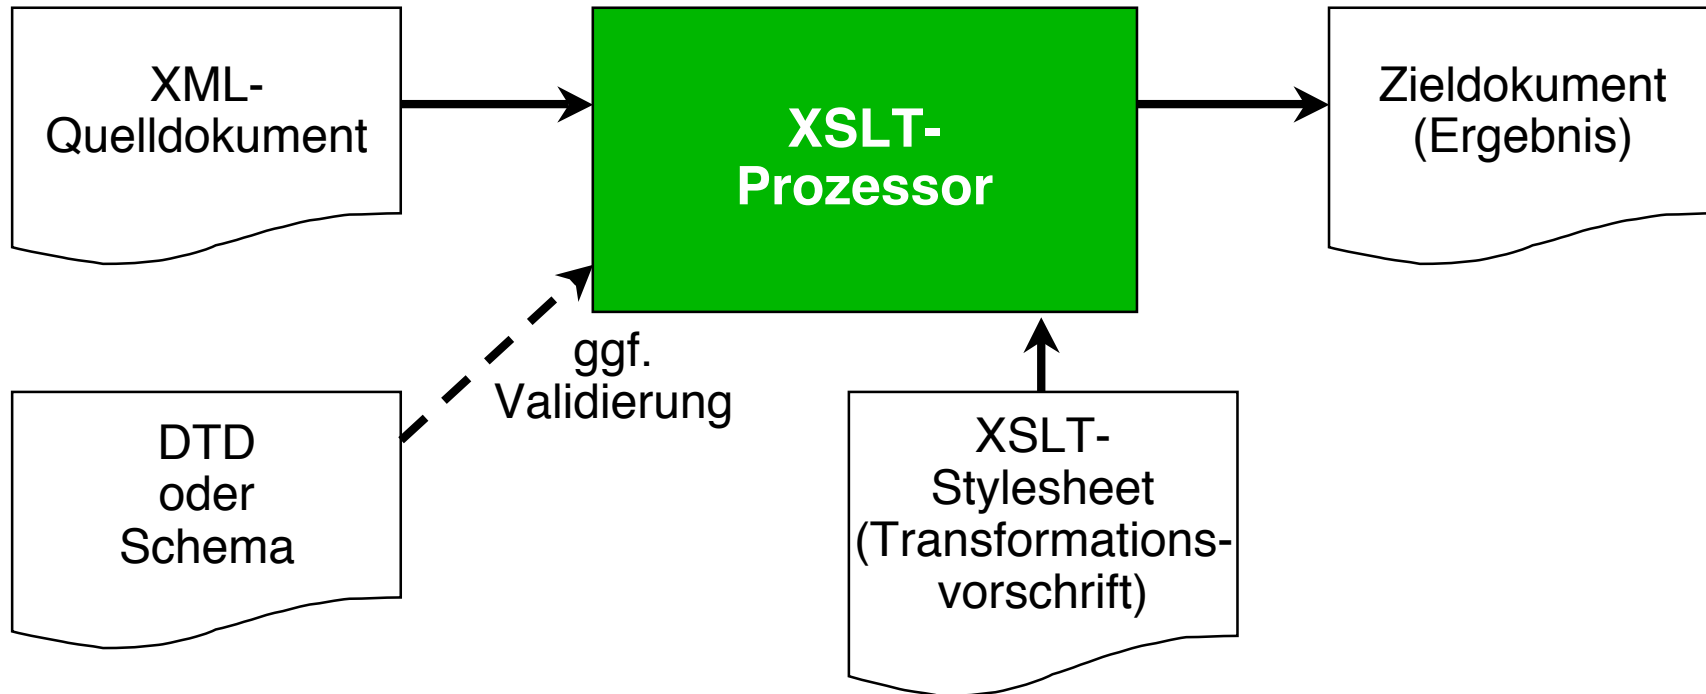 XML-
Quelldokument
XSLT-
Prozessor
Zieldokument
(Ergebnis)
ggf.
Validierung
DTD
oder
Schema
XSLT-
Stylesheet
(Transformations-
vorschrift)